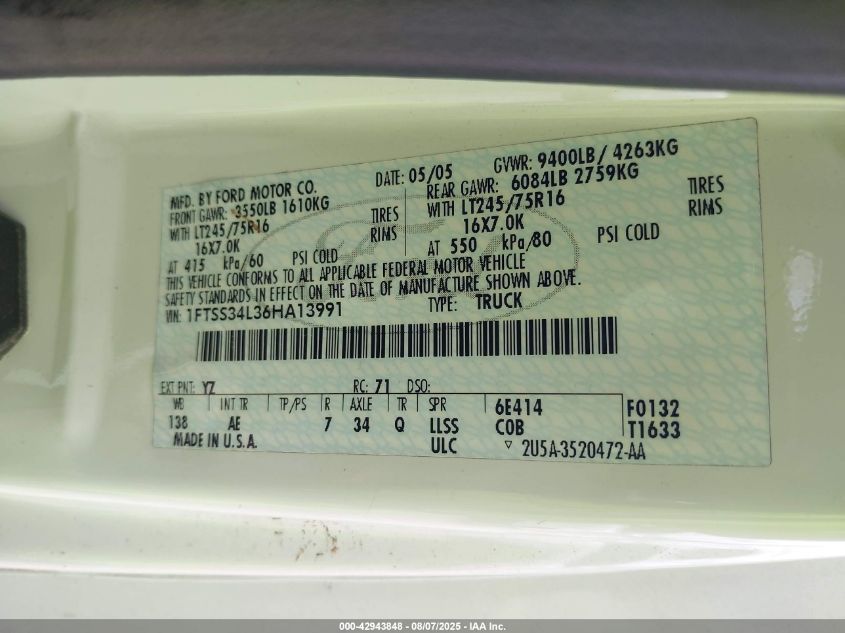 MFD. BY FORD MOTOR CO.
DATE: 05/05
GVWR: 9400LB / 4263KG
FRONT GAWR: 3550LB 1610KG
REAR GAWR: 6084LB 2759KG
WITH LT245/75R16 TIRES
WITH LT245/75R16 TIRES
16X7.0K RIMS
16X7.0K RIMS
AT 415 kPa/60 PSI COLD
AT 550 kPa/80 PSI COLD
THIS VEHICLE CONFORMS TO ALL APPLICABLE FEDERAL MOTOR VEHICLE
SAFETY STANDARDS IN EFFECT ON THE DATE OF MANUFACTURE SHOWN ABOVE.
VIN: 1FTSS34L36HA13991
TYPE: TRUCK
EXT PNT: YZ RC: 71 DSO:
WB INT TR TP/PS R AXLE TR SPR 6E414 F0132
138 AE 7 34 Q LLSS COB T1633
MADE IN U.S.A. ULC ▿ 2U5A-3520472-AA
000-42943848 - 08/07/2025 - IAA Inc.